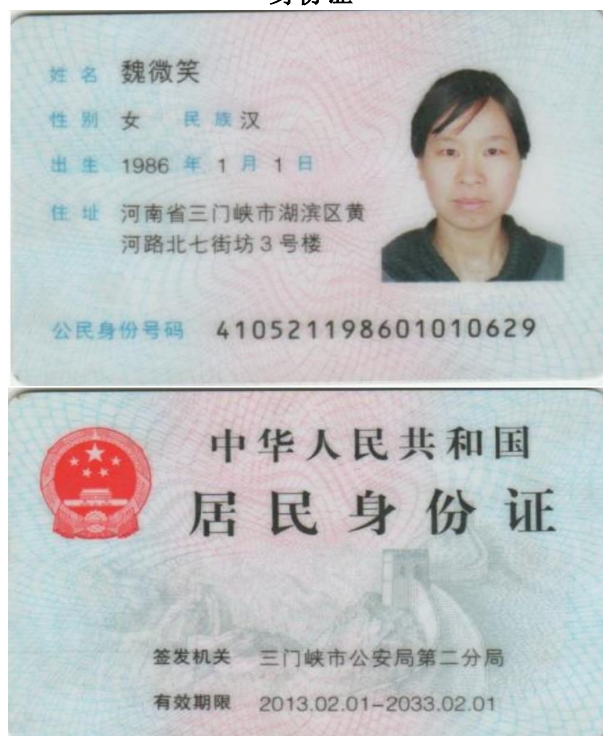 身份证
姓名 魏微笑
性别 女 民族 汉
出生 1986 年 1 月 1 日
住址 河南省三门峡市湖滨区黄
河路北七街坊3号楼
公民身份号码 410521198601010629
中华人民共和国
居民身份证
签发机关 三门峡市公安局第二分局
有效期限 2013.02.01-2033.02.01